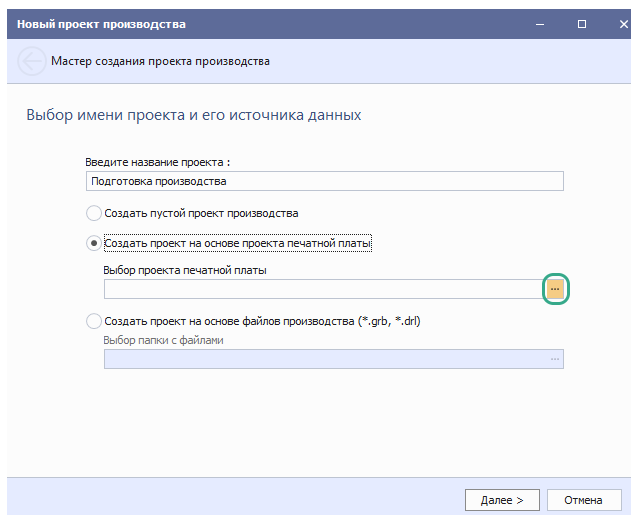 Новый проект производства
Мастер создания проекта производства
Выбор имени проекта и его источника данных
Введите название проекта :
Подготовка производства
Создать пустой проект производства
Создать проект на основе проекта печатной платы
Выбор проекта печатной платы
...
Создать проект на основе файлов производства (*.grb, *.drl)
Выбор папки с файлами
...
Далее > Отмена